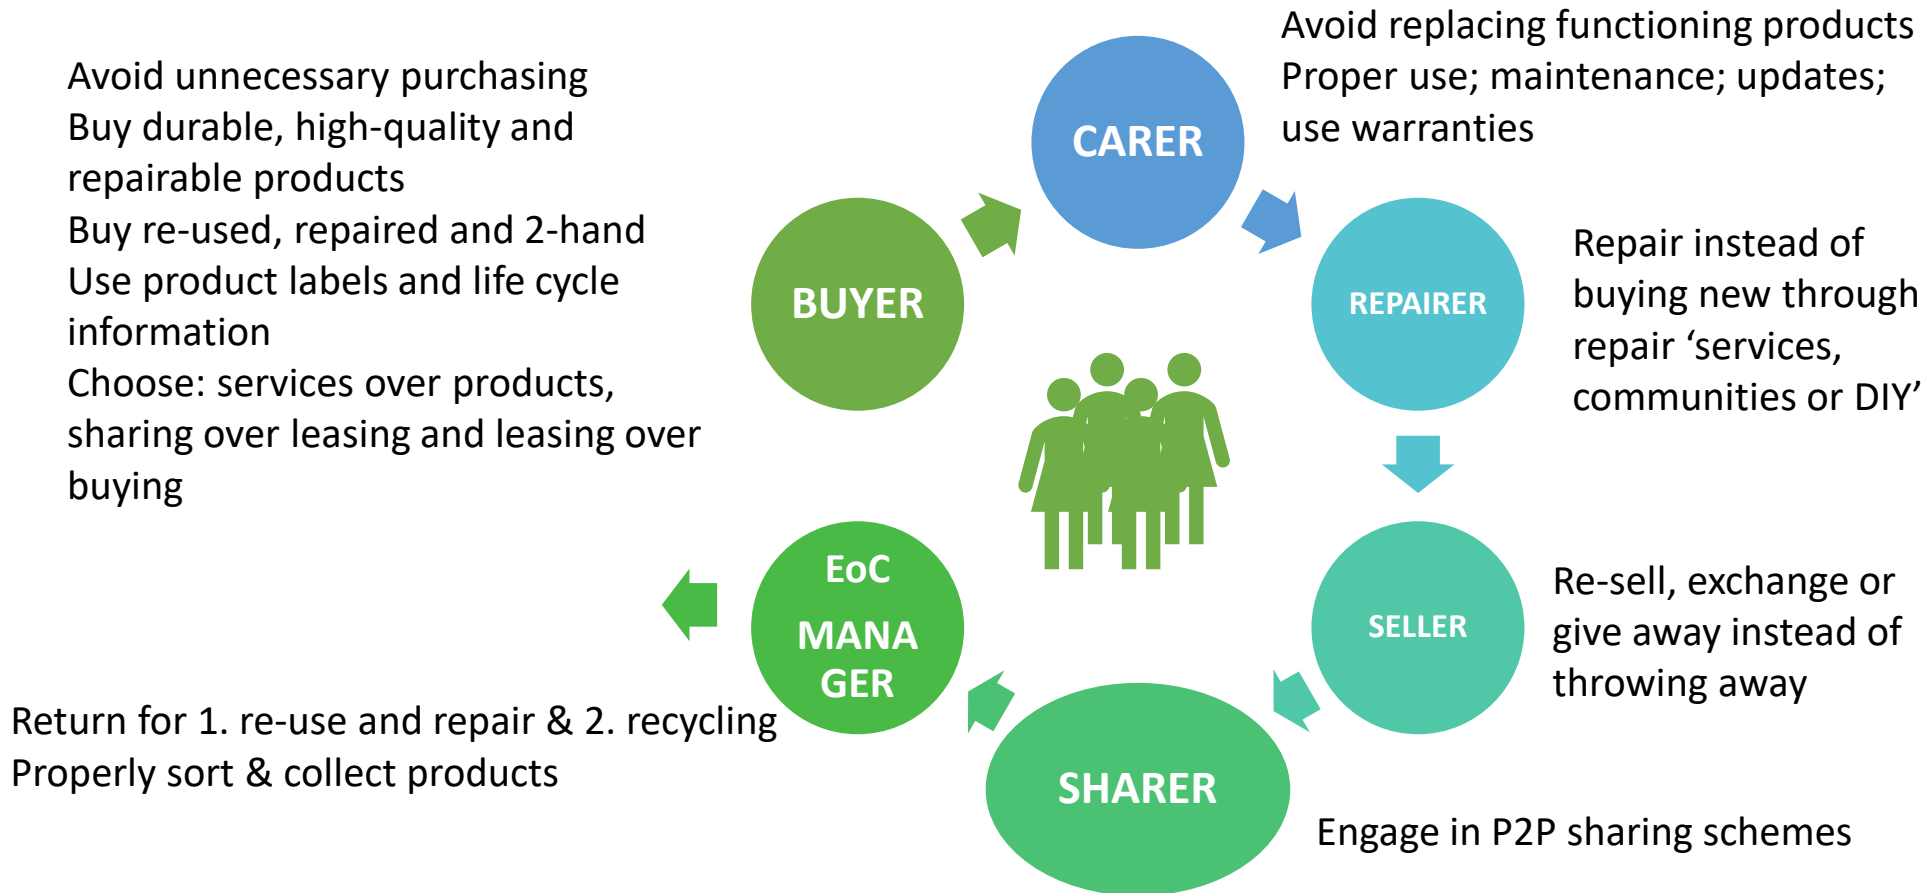 Avoid unnecessary purchasing
Buy durable, high-quality and
repairable products
Buy re-used, repaired and 2-hand
Use product labels and life cycle
information
Choose: services over products,
sharing over leasing and leasing over
buying
BUYER
CARER
Avoid replacing functioning products
Proper use; maintenance; updates;
use warranties
REPAIRER
Repair instead of
buying new through
repair ‘services,
communities or DIY’
SELLER
Re-sell, exchange or
give away instead of
throwing away
SHARER
Engage in P2P sharing schemes
EoC
MANA
GER
Return for 1. re-use and repair & 2. recycling
Properly sort & collect products